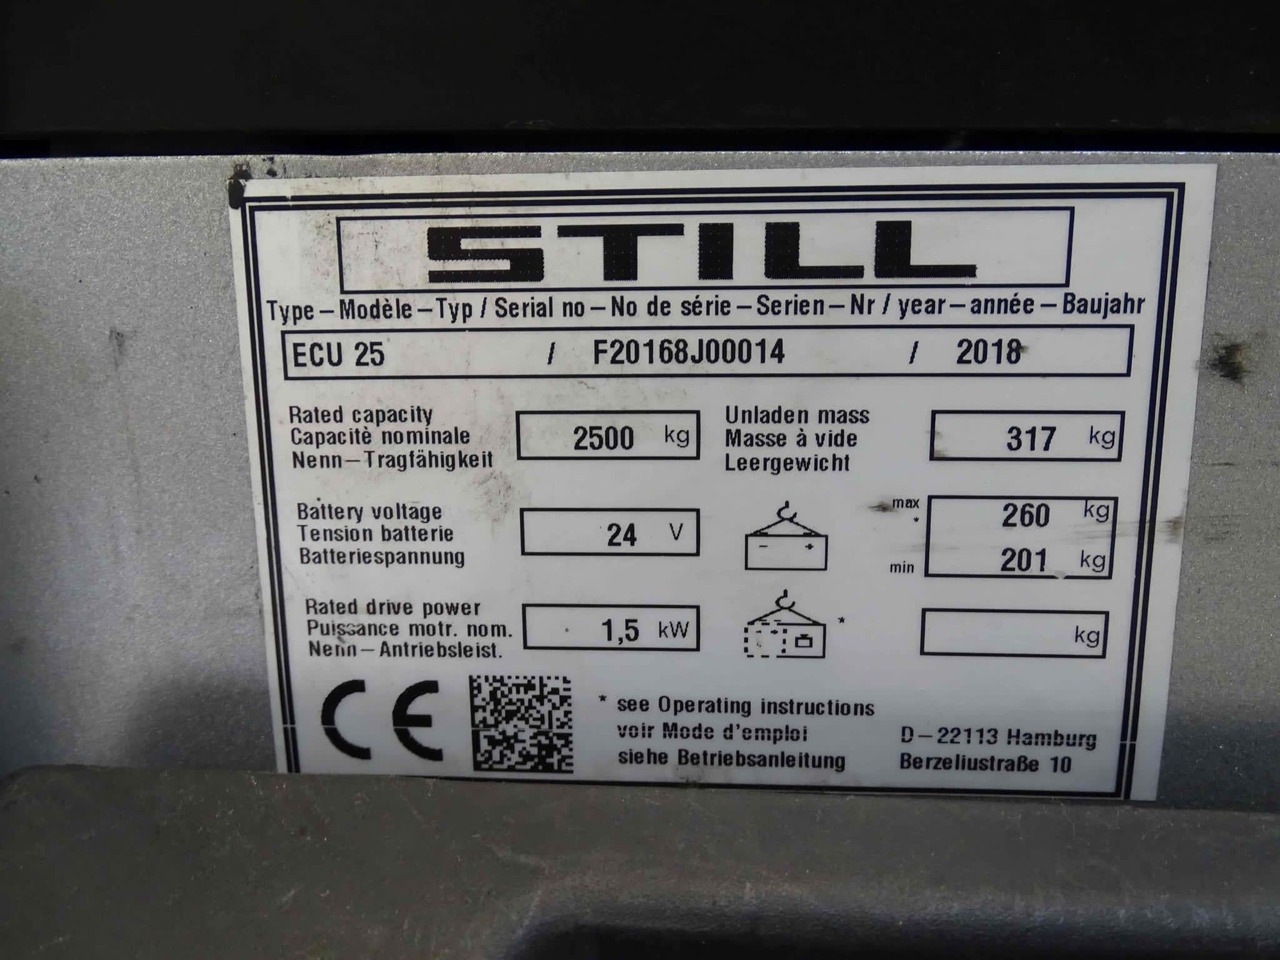 STILL
Type – Modèle – Typ / Serial no – No de série – Serien – Nr / year – année – Baujahr
ECU 25 / F20168J00014 / 2018
Rated capacity
Capacitè nominale
Nenn – Tragfähigkeit
2500 kg
Unladen mass
Masse à vide
Leergewicht
317 kg
Battery voltage
Tension batterie
Batteriespannung
24 V
- +
max
*
260 kg
min
201 kg
Rated drive power
Puissance motr. nom.
Nenn – Antriebsleist.
1,5 kW
*
kg
CE
* see Operating instructions
voir Mode d'emploi
siehe Betriebsanleitung
D – 22113 Hamburg
Berzeliustraße 10